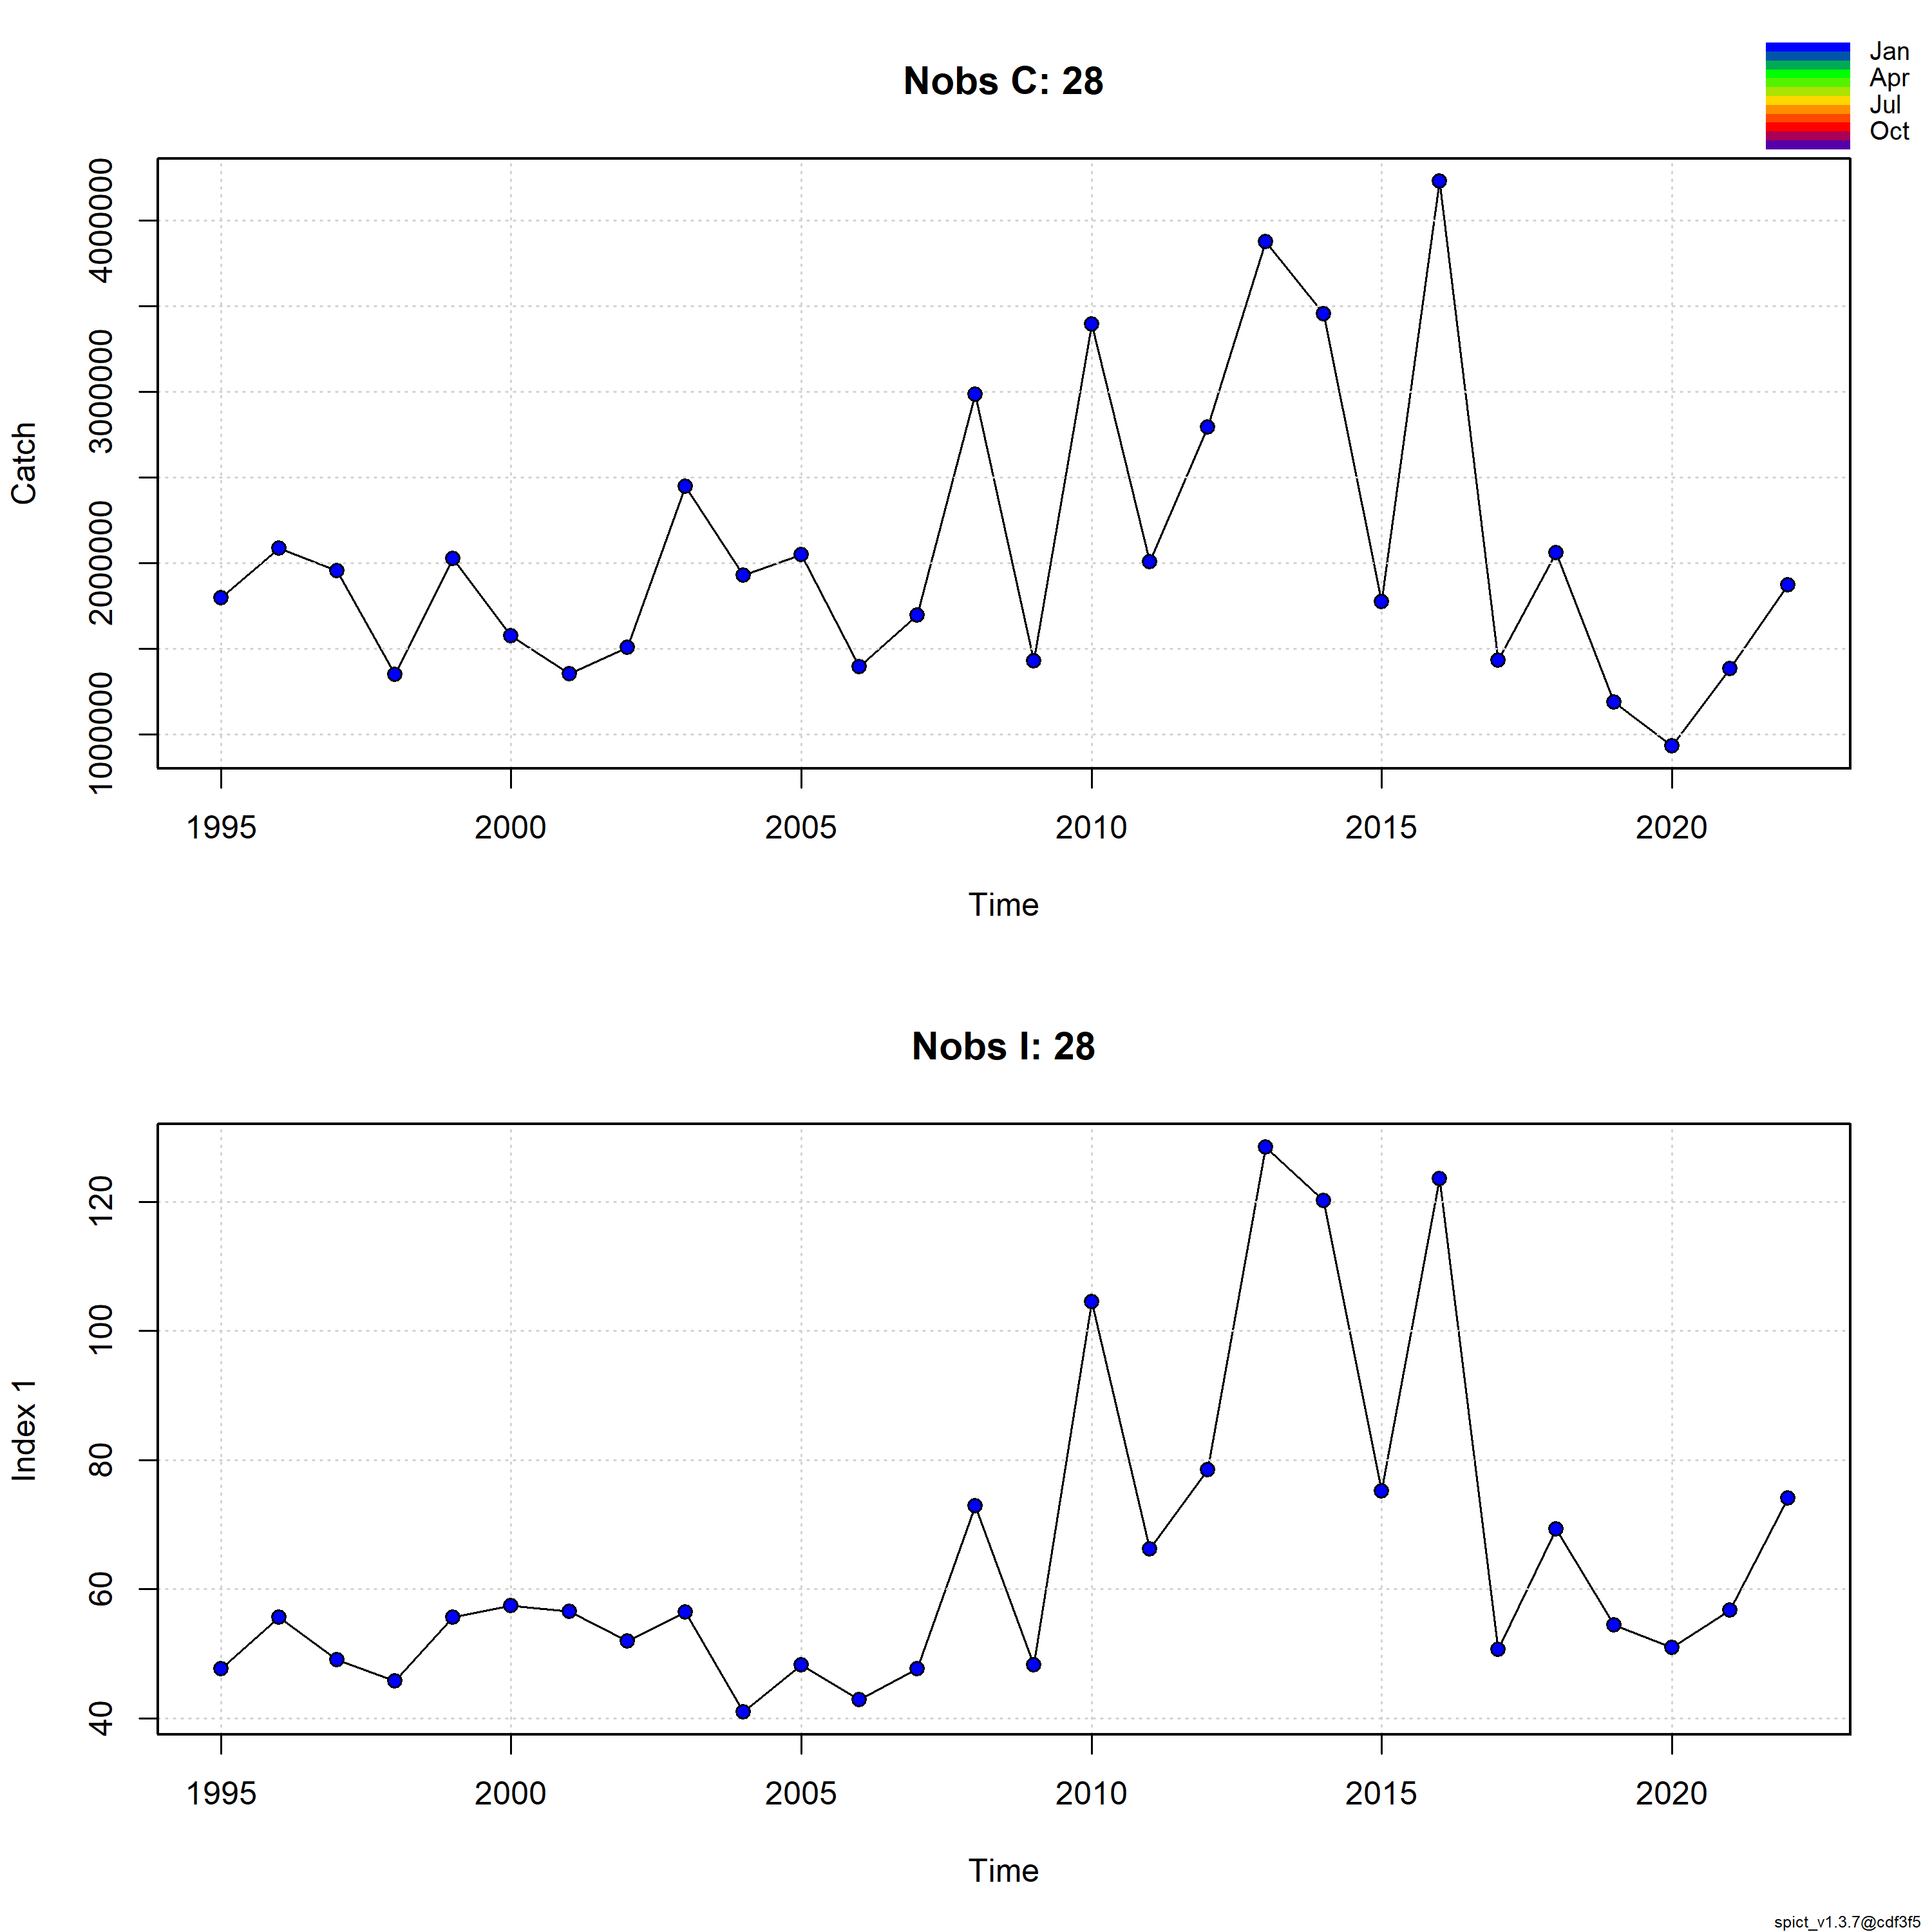 Nobs C: 28
Jan
Apr
Jul
Oct
Catch
4000000
3000000
2000000
1000000
1995 2000 2005 2010 2015 2020
Time
Nobs I: 28
Index 1
120
100
80
60
40
1995 2000 2005 2010 2015 2020
Time
spict_v1.3.7@cdf3f5